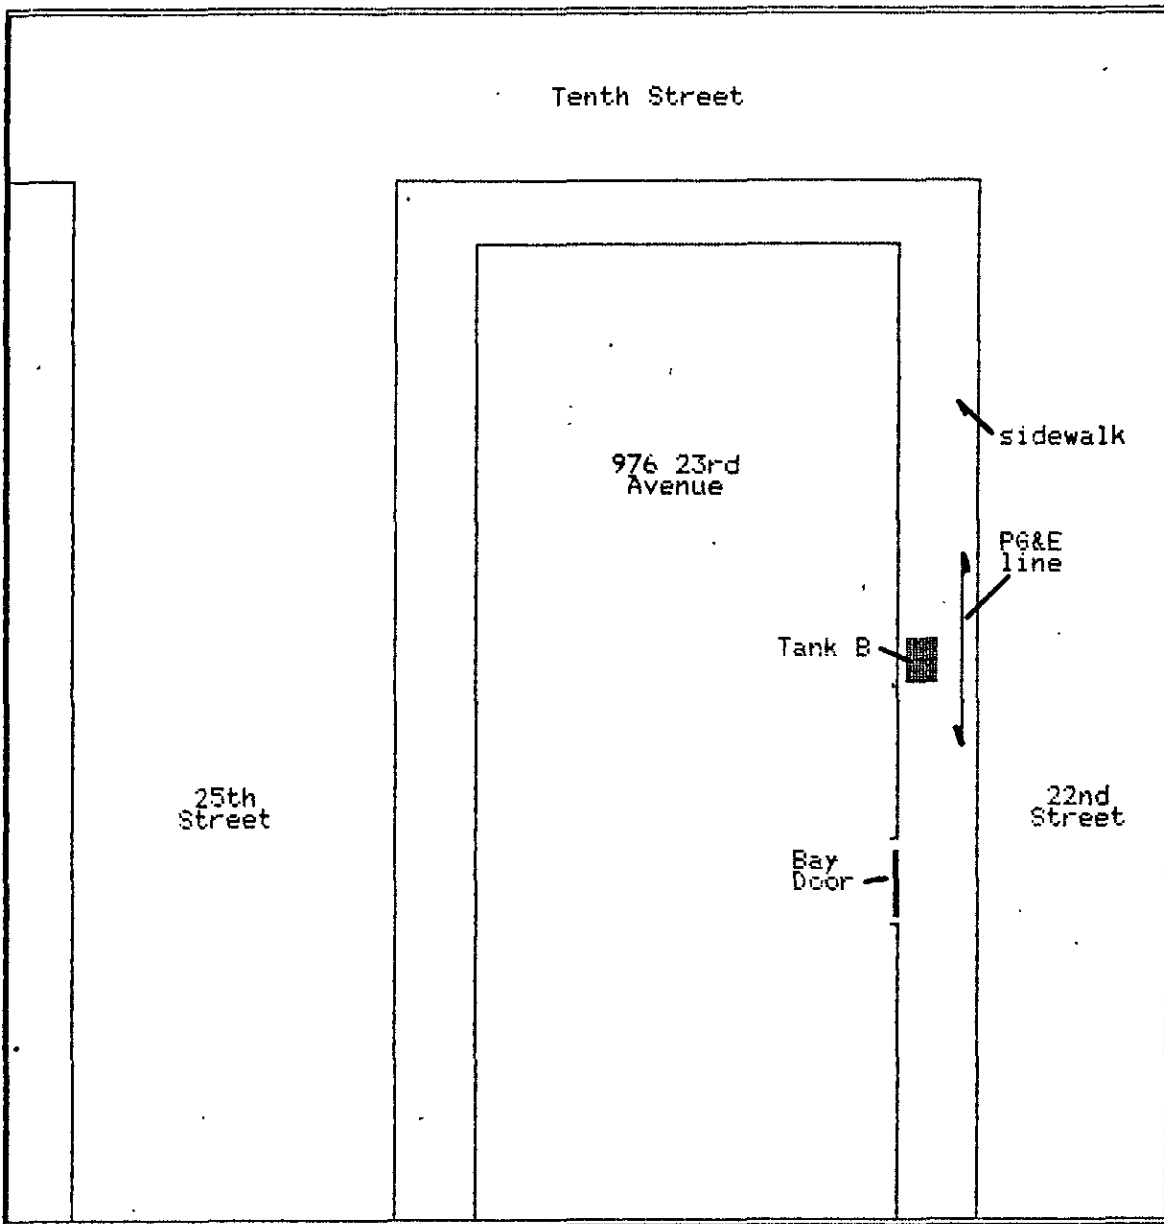 Tenth Street
sidewalk
976 23rd
Avenue
PG&E
line
Tank B
25th
Street
22nd
Street
Bay
Door